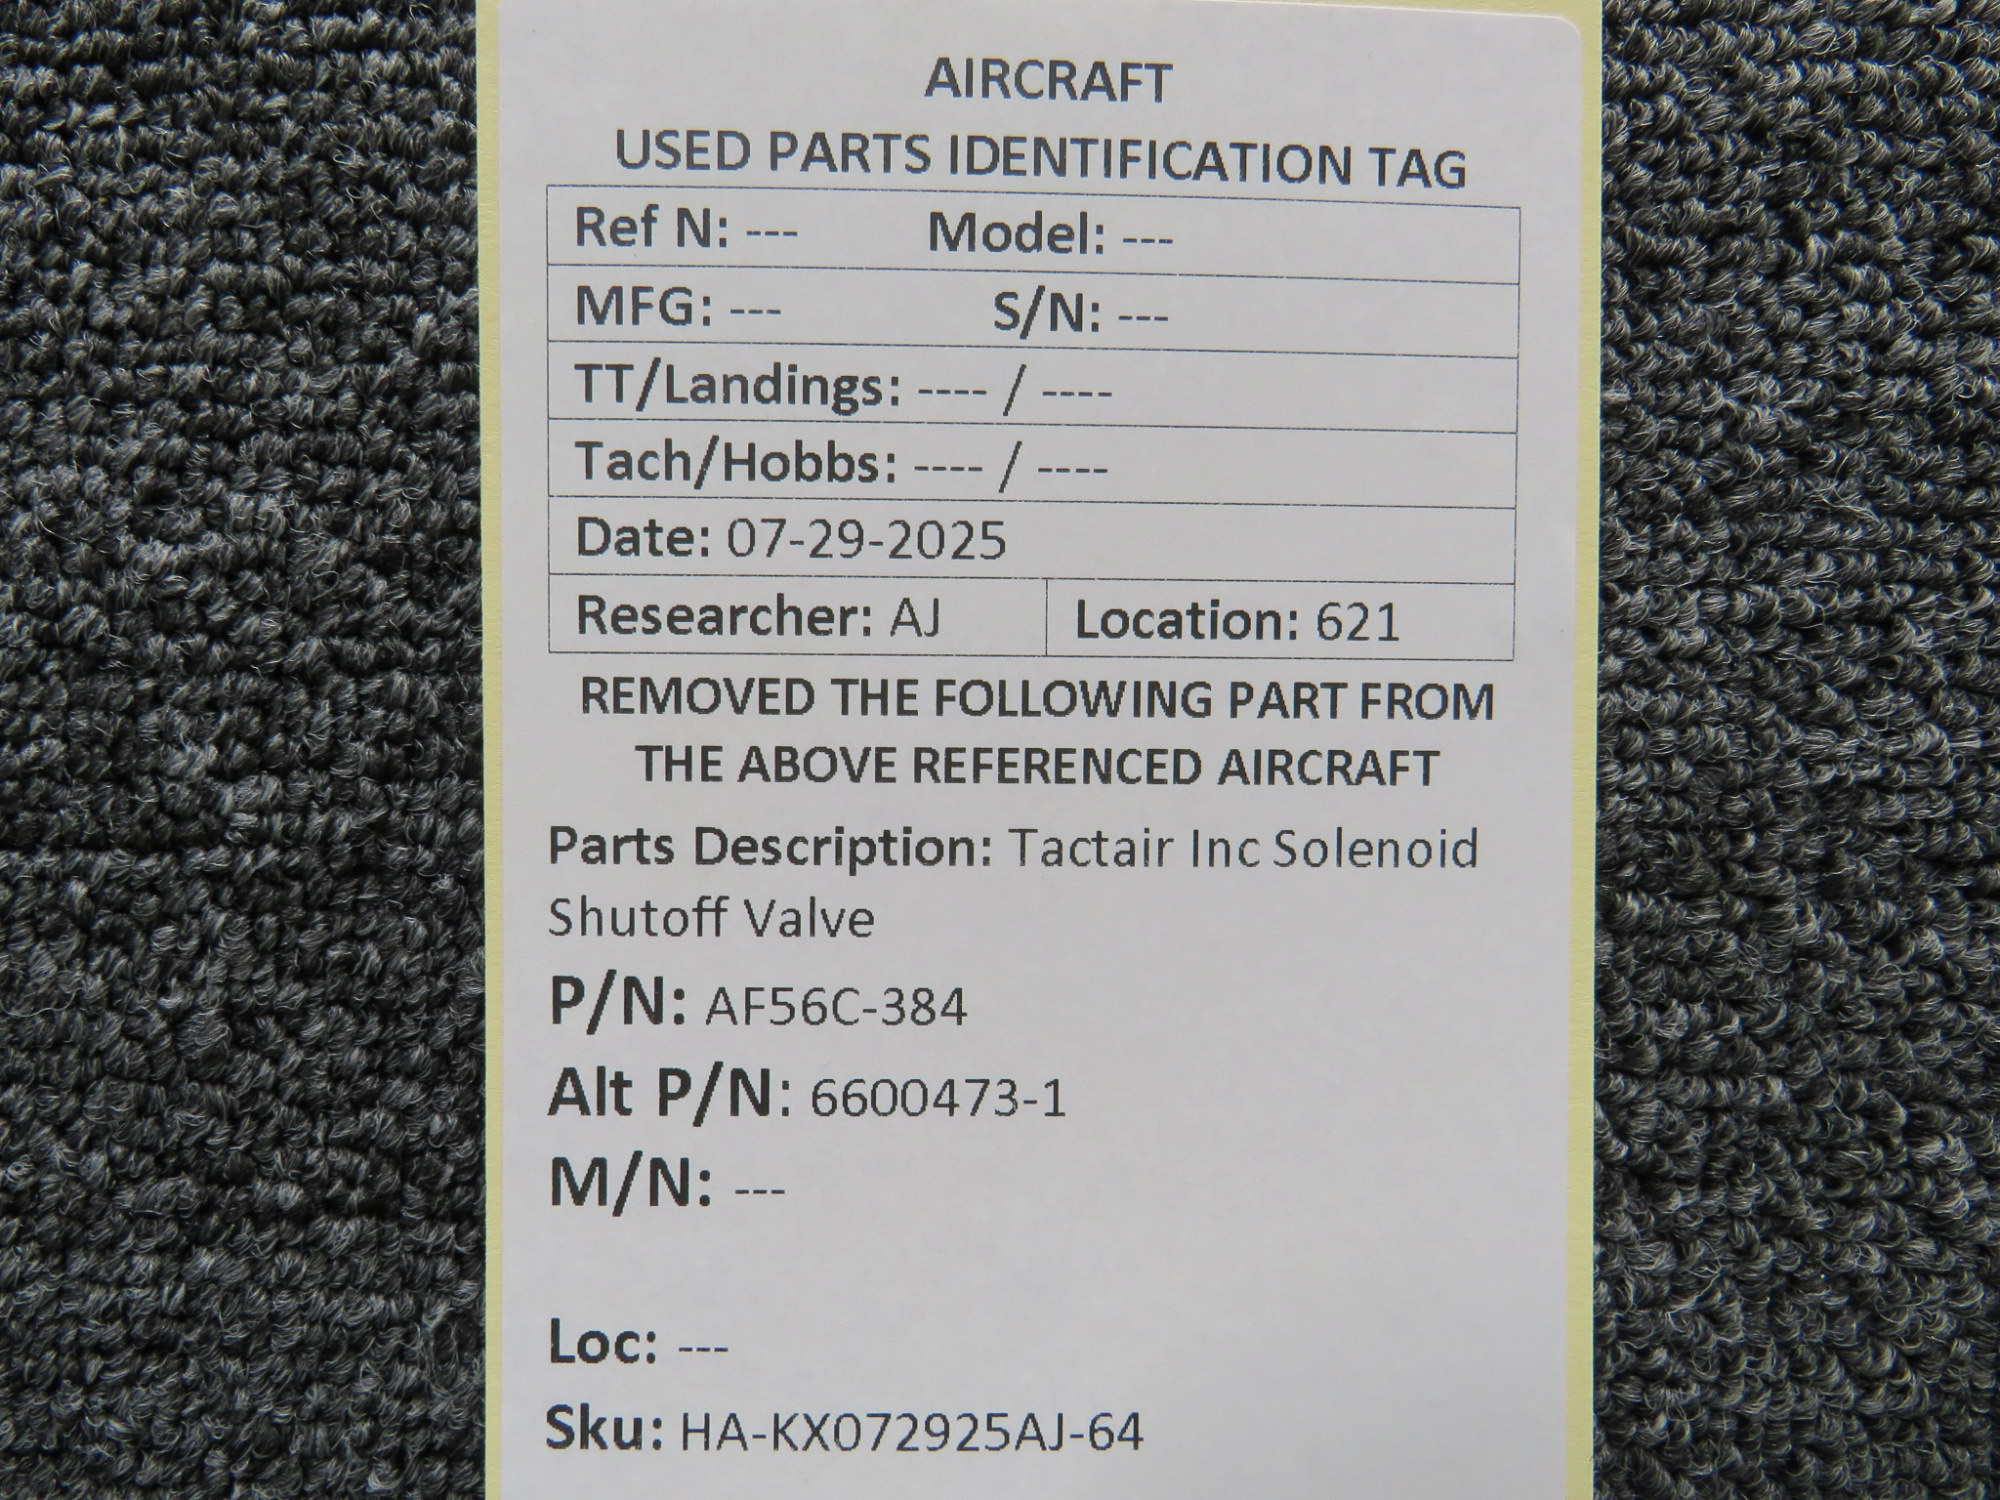 AIRCRAFT
USED PARTS IDENTIFICATION TAG
Ref N: --- Model: ---
MFG: --- S/N: ---
TT/Landings: ---- / ----
Tach/Hobbs: ---- / ----
Date: 07-29-2025
Researcher: AJ Location: 621
REMOVED THE FOLLOWING PART FROM
THE ABOVE REFERENCED AIRCRAFT
Parts Description: Tactair Inc Solenoid
Shutoff Valve
P/N: AF56C-384
Alt P/N: 6600473-1
M/N: ---
Loc: ---
Sku: HA-KX072925AJ-64